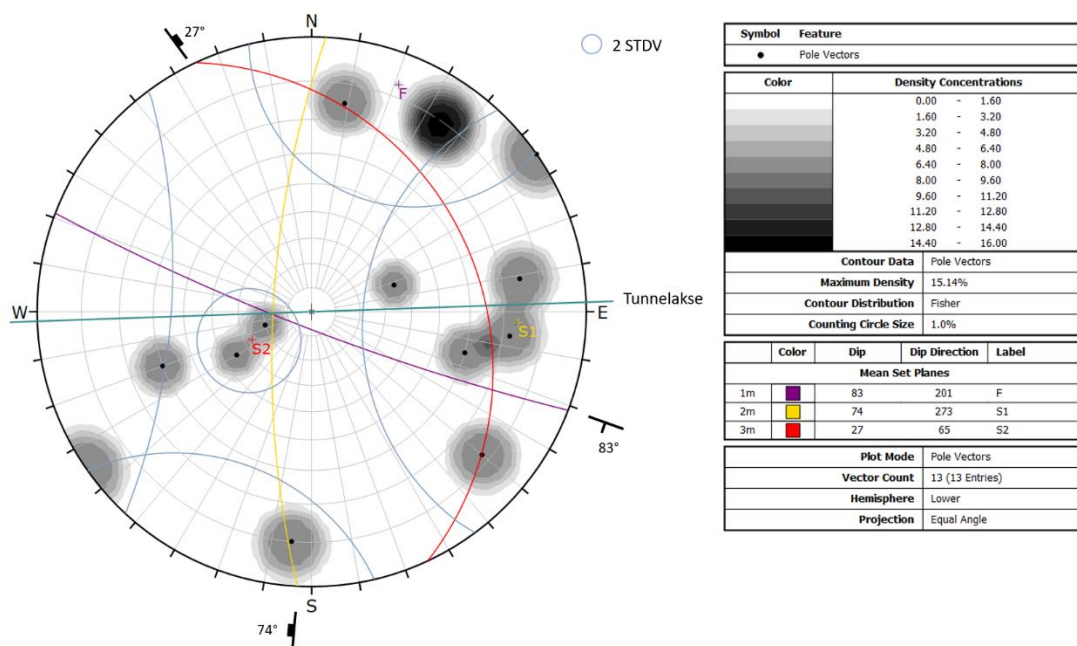 27°
N
2 STDV
F
W
E
Tunnelakse
S1
S2
83°
S
74°
Symbol Feature
Pole Vectors
Color Density Concentrations
0.00 - 1.60
1.60 - 3.20
3.20 - 4.80
4.80 - 6.40
6.40 - 8.00
8.00 - 9.60
9.60 - 11.20
11.20 - 12.80
12.80 - 14.40
14.40 - 16.00
Contour Data Pole Vectors
Maximum Density 15.14%
Contour Distribution Fisher
Counting Circle Size 1.0%
Color Dip Dip Direction Label
Mean Set Planes
1m 83 201 F
2m 74 273 S1
3m 27 65 S2
Plot Mode Pole Vectors
Vector Count 13 (13 Entries)
Hemisphere Lower
Projection Equal Angle